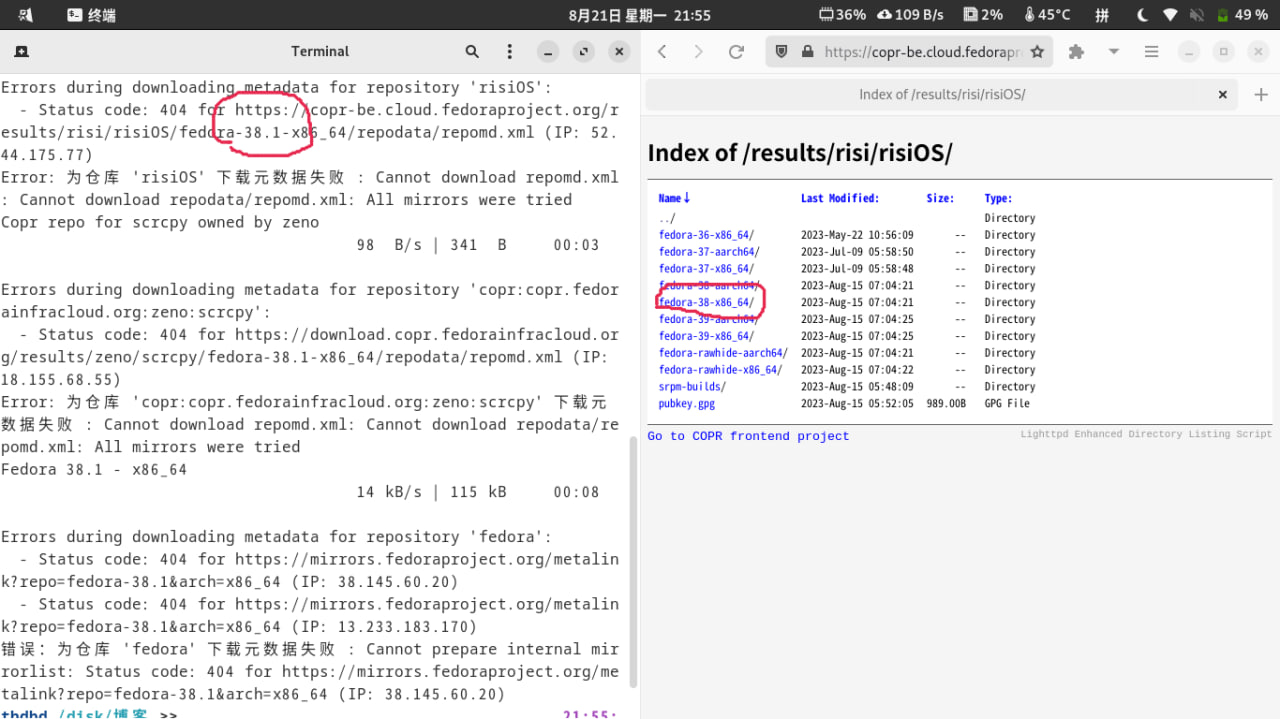 终端
8月21日 星期一 21:55
36% 109 B/s 2% 45°C 拼 49 %
Terminal
Errors during downloading metadata for repository 'risiOS':
- Status code: 404 for https://copr-be.cloud.fedoraproject.org/r
esults/risi/risiOS/fedora-38.1-x86_64/repodata/repomd.xml (IP: 52.
44.175.77)
Error: 为仓库 'risiOS' 下载元数据失败 : Cannot download repomd.xml
: Cannot download repodata/repomd.xml: All mirrors were tried
Copr repo for scrcpy owned by zeno
98 B/s | 341 B 00:03
Errors during downloading metadata for repository 'copr:copr.fedor
ainfracloud.org:zeno:scrcpy':
- Status code: 404 for https://download.copr.fedorainfracloud.or
g/results/zeno/scrcpy/fedora-38.1-x86_64/repodata/repomd.xml (IP:
18.155.68.55)
Error: 为仓库 'copr:copr.fedorainfracloud.org:zeno:scrcpy' 下载元
数据失败 : Cannot download repomd.xml: Cannot download repodata/re
pomd.xml: All mirrors were tried
Fedora 38.1 - x86_64
14 kB/s | 115 kB 00:08
Errors during downloading metadata for repository 'fedora':
- Status code: 404 for https://mirrors.fedoraproject.org/metalin
k?repo=fedora-38.1&arch=x86_64 (IP: 38.145.60.20)
- Status code: 404 for https://mirrors.fedoraproject.org/metalin
k?repo=fedora-38.1&arch=x86_64 (IP: 13.233.183.170)
错误：为仓库 'fedora' 下载元数据失败 : Cannot prepare internal mir
rorlist: Status code: 404 for https://mirrors.fedoraproject.org/me
talink?repo=fedora-38.1&arch=x86_64 (IP: 38.145.60.20)
thdbd /disk/博客 >> 21:55:
https://copr-be.cloud.fedorapr
Index of /results/risi/risiOS/
Index of /results/risi/risiOS/
Name↓ Last Modified: Size: Type:
../ Directory
fedora-36-x86_64/ 2023-May-22 10:56:09 -- Directory
fedora-37-aarch64/ 2023-Jul-09 05:58:50 -- Directory
fedora-37-x86_64/ 2023-Jul-09 05:58:48 -- Directory
fedora-38-aarch64/ 2023-Aug-15 07:04:21 -- Directory
fedora-38-x86_64/ 2023-Aug-15 07:04:21 -- Directory
fedora-39-aarch64/ 2023-Aug-15 07:04:25 -- Directory
fedora-39-x86_64/ 2023-Aug-15 07:04:25 -- Directory
fedora-rawhide-aarch64/ 2023-Aug-15 07:04:21 -- Directory
fedora-rawhide-x86_64/ 2023-Aug-15 07:04:22 -- Directory
srpm-builds/ 2023-Aug-15 05:48:09 -- Directory
pubkey.gpg 2023-Aug-15 05:52:05 989.00B GPG File
Go to COPR frontend project
Lighttpd Enhanced Directory Listing Script